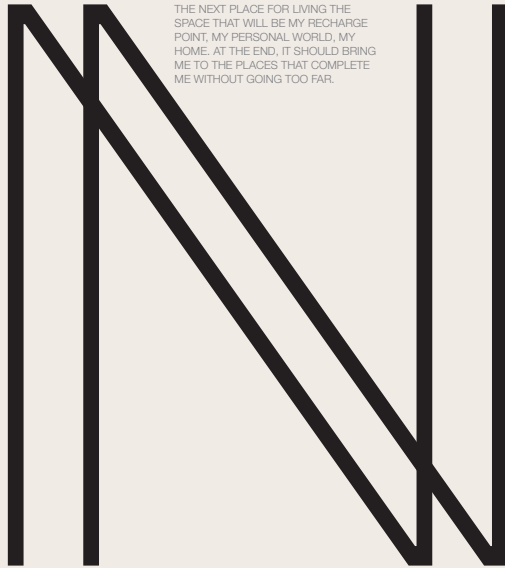 THE NEXT PLACE FOR LIVING THE
SPACE THAT WILL BE MY RECHARGE
POINT, MY PERSONAL WORLD, MY
HOME. AT THE END, IT SHOULD BRING
ME TO THE PLACES THAT COMPLETE
ME WITHOUT GOING TOO FAR.
NN